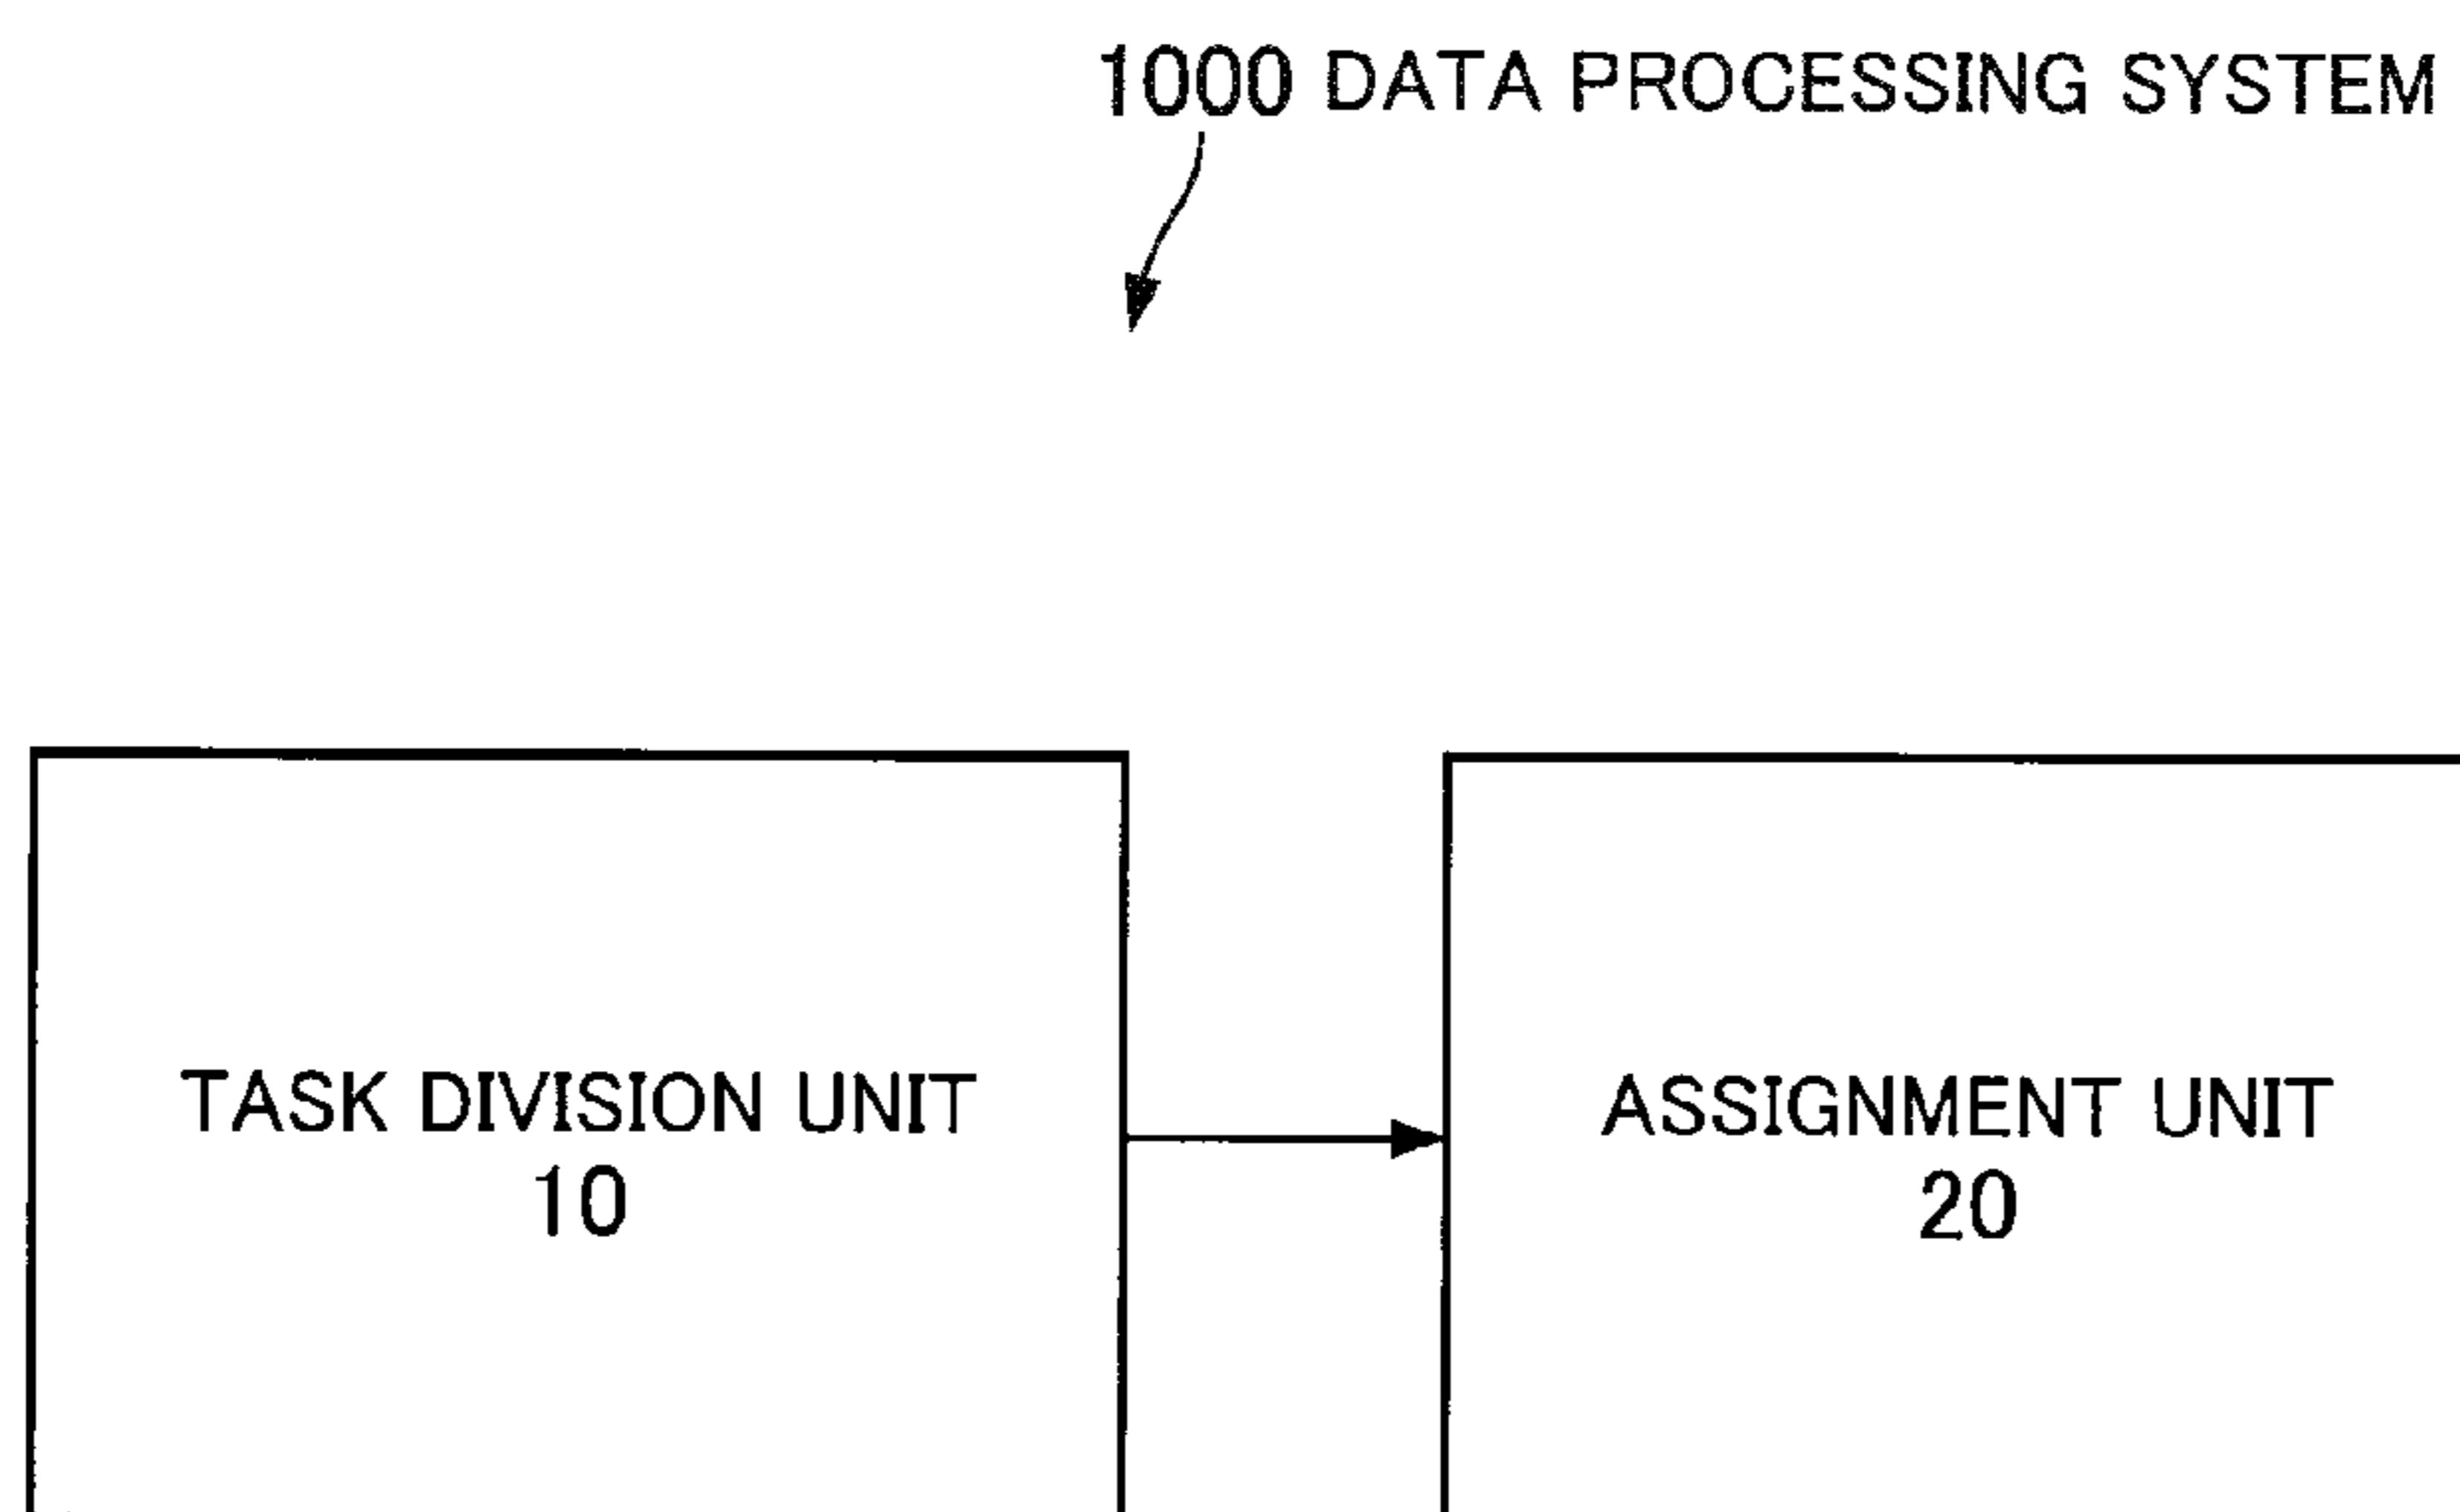 1000 DATA PROCESSING SYSTEM
TASK DIVISION UNIT
10
ASSIGNMENT UNIT
20